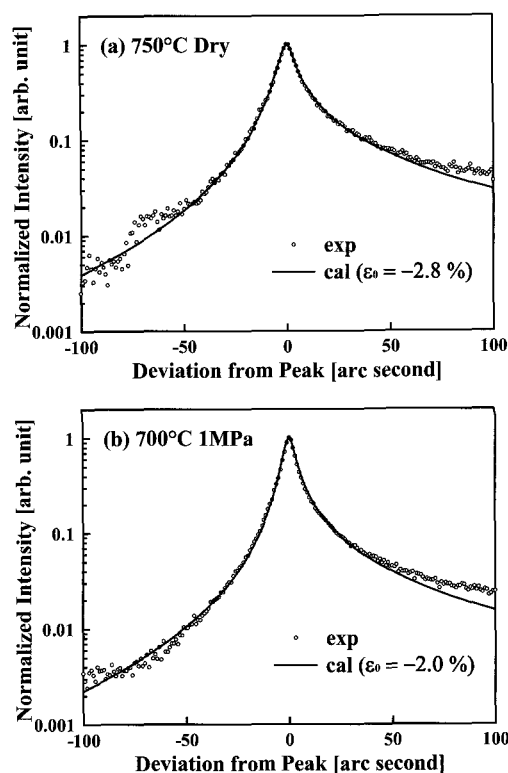 (a) 750°C Dry
Normalized Intensity [arb. unit]
1
0.1
0.01
0.001
exp
cal (ε₀ = −2.8 %)
-100
-50
0
50
100
Deviation from Peak [arc second]
(b) 700°C 1MPa
Normalized Intensity [arb. unit]
1
0.1
0.01
0.001
exp
cal (ε₀ = −2.0 %)
-100
-50
0
50
100
Deviation from Peak [arc second]